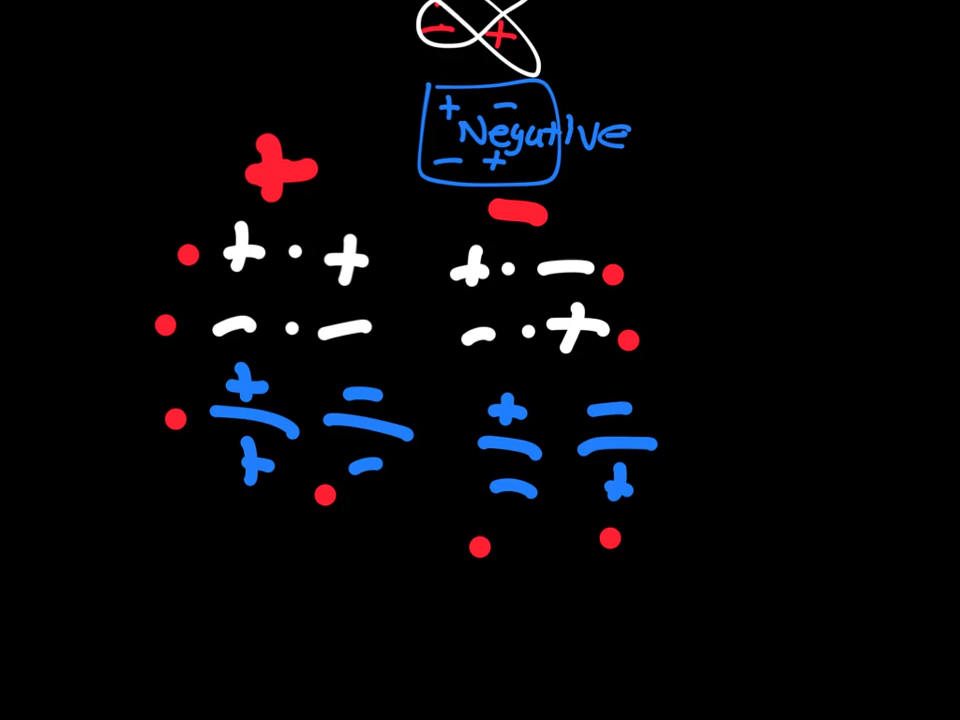 - +
+ -
Negative
- +
+
-
+ · + + · -
- · - - · +
+ - + -
+ - - +